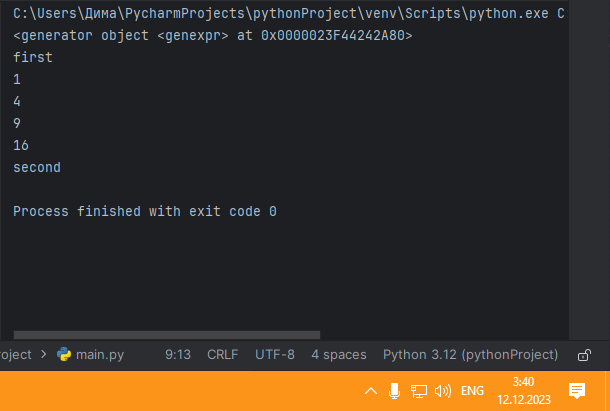 C:\Users\Дима\PycharmProjects\pythonProject\venv\Scripts\python.exe C
<generator object <genexpr> at 0x0000023F44242A80>
first
1
4
9
16
second
Process finished with exit code 0
roject > main.py 9:13 CRLF UTF-8 4 spaces Python 3.12 (pythonProject)
ENG 3:40
12.12.2023